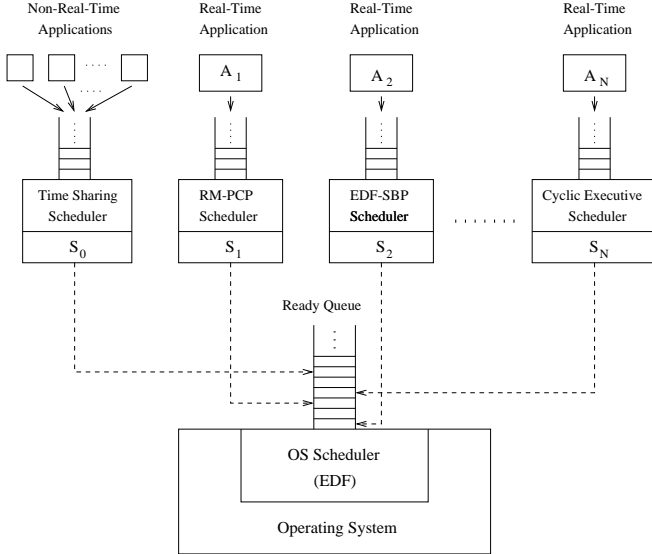 Non-Real-Time
Applications
Real-Time
Application
Real-Time
Application
Real-Time
Application
A 1
A 2
A N
Time Sharing
Scheduler
S 0
RM-PCP
Scheduler
S 1
EDF-SBP
Scheduler
S 2
Cyclic Executive
Scheduler
S N
Ready Queue
OS Scheduler
(EDF)
Operating System